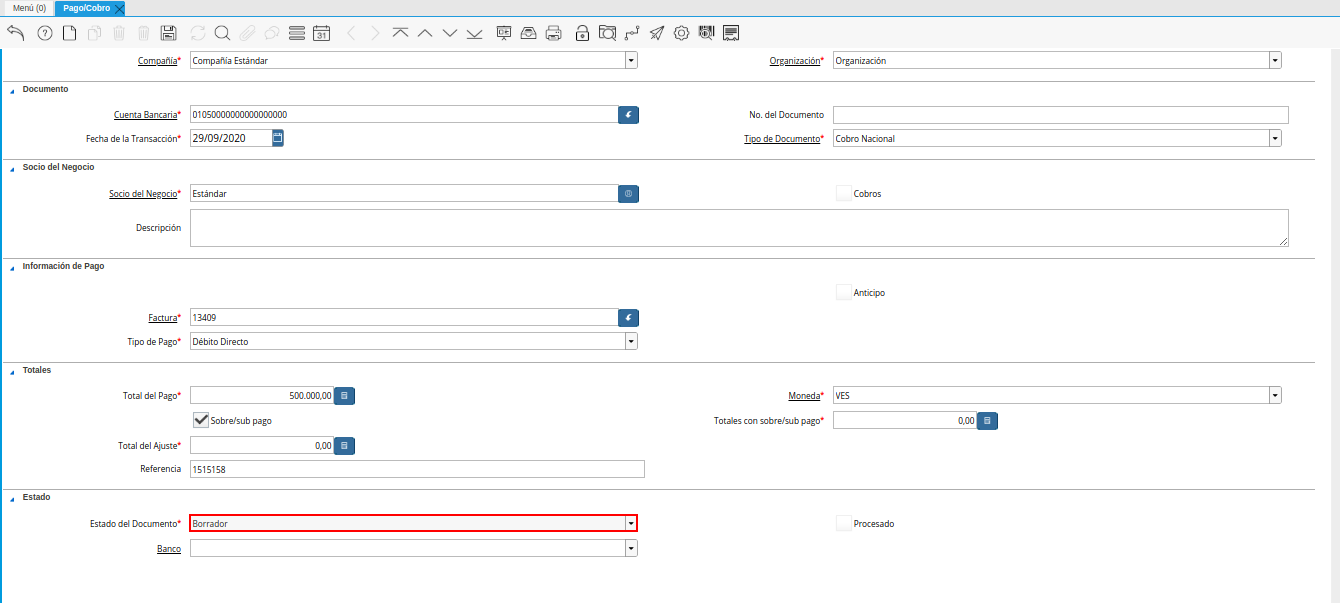 Menú (0) Pago/Cobro
31
Compañía* Compañía Estándar Organización* Organización
Documento
Cuenta Bancaria* 01050000000000000000 No. del Documento
Fecha de la Transacción* 29/09/2020 Tipo de Documento* Cobro Nacional
Socio del Negocio
Socio del Negocio* Estándar Cobros
Descripción
Información de Pago
Anticipo
Factura* 13409
Tipo de Pago* Débito Directo
Totales
Total del Pago* 500.000,00 Moneda* VES
Sobre/sub pago Totales con sobre/sub pago* 0,00
Total del Ajuste* 0,00
Referencia 1515158
Estado
Estado del Documento* Borrador Procesado
Banco